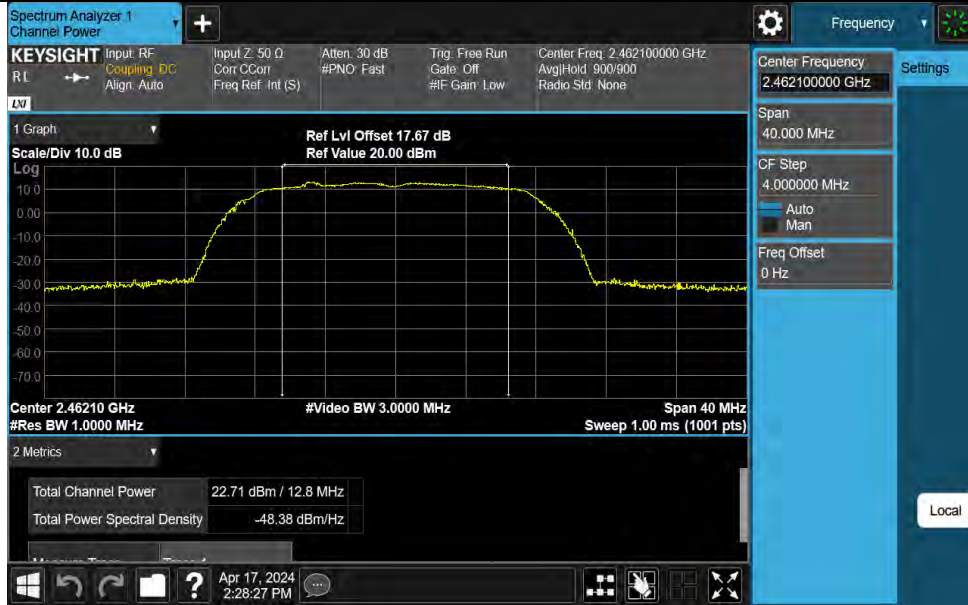 Spectrum Analyzer 1
Channel Power
Frequency
KEYSIGHT
Input: RF
Coupling: DC
Align: Auto
Input Z: 50 Ω
Corr CCorr
Freq Ref: Int (S)
Atten: 30 dB
#PNO: Fast
Trig: Free Run
Gate: Off
#IF Gain: Low
Center Freq: 2.462100000 GHz
Avg|Hold: 900/900
Radio Std: None
LXI
Center Frequency
2.462100000 GHz
Settings
Span
40.000 MHz
CF Step
4.000000 MHz
Auto
Man
Freq Offset
0 Hz
1 Graph
Scale/Div 10.0 dB
Ref Lvl Offset 17.67 dB
Ref Value 20.00 dBm
Log
10.0
0.00
-10.0
-20.0
-30.0
-40.0
-50.0
-60.0
-70.0
Center 2.46210 GHz
#Video BW 3.0000 MHz
Span 40 MHz
#Res BW 1.0000 MHz
Sweep 1.00 ms (1001 pts)
2 Metrics
Total Channel Power
22.71 dBm / 12.8 MHz
Total Power Spectral Density
-48.38 dBm/Hz
Local
?
Apr 17, 2024
2:28:27 PM